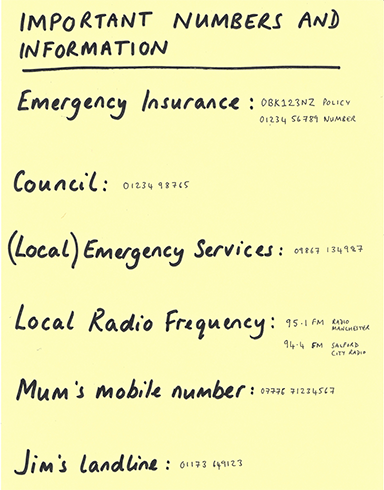 IMPORTANT NUMBERS AND
INFORMATION
Emergency Insurance: OBK123NZ POLICY
01234 56789 NUMBER
Council: 01234 98765
(Local) Emergency Services: 09867 134987
Local Radio Frequency: 95.1 FM RADIO MANCHESTER
94.4 FM SALFORD CITY RADIO
Mum's mobile number: 07776 71234567
Jim's landline: 01173 649123